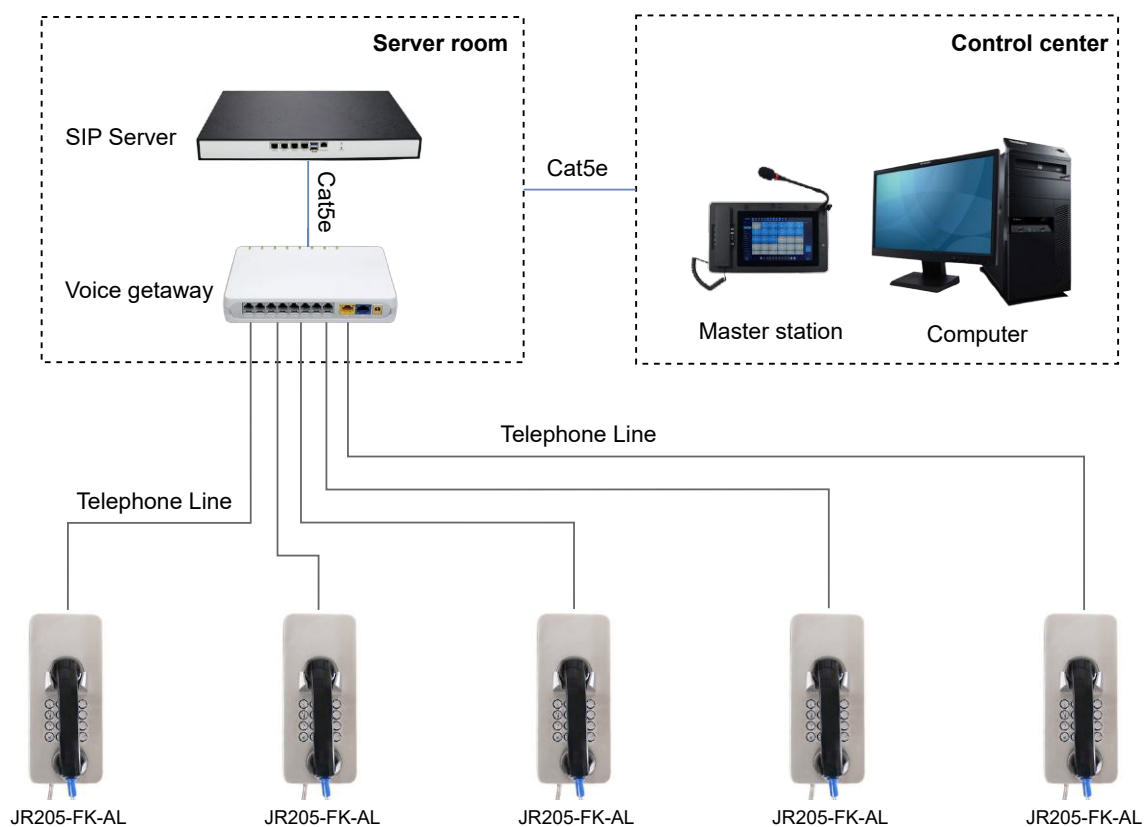 Server room
Control center
SIP Server
Cat5e
Cat5e
Voice getaway
Master station
Computer
Telephone Line
Telephone Line
JR205-FK-AL
JR205-FK-AL
JR205-FK-AL
JR205-FK-AL
JR205-FK-AL